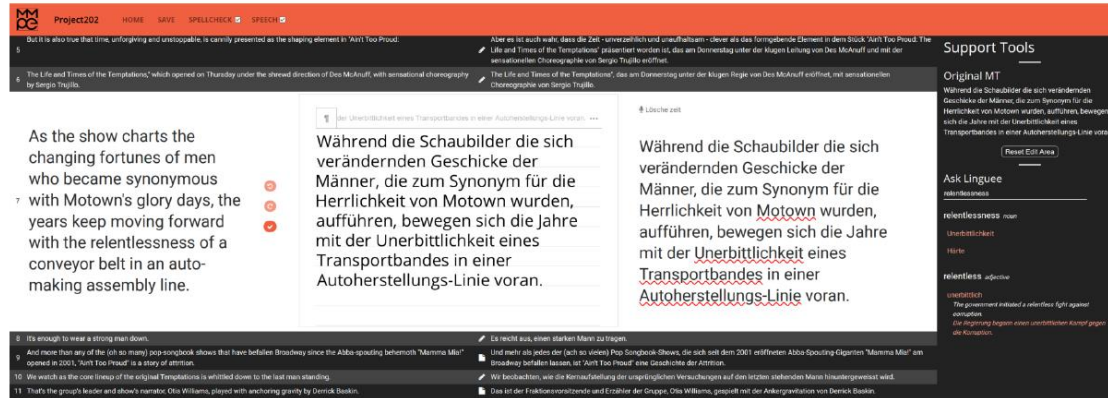 MMPE
Project202 HOME SAVE SPELLCHECK SPEECH
5 But it is also true that time, unforgiving and unstoppable, is cannily presented as the shaping element in "Ain't Too Proud:
Aber es ist auch wahr, dass die Zeit - unverzeihlich und unaufhaltsam - clever als das formgebende Element in dem Stück "Ain't Too Proud: The
Life and Times of the Temptations" präsentiert worden ist, das am Donnerstag unter der klugen Leitung von Des McAnuff und mit der
sensationellen Choreographie von Sergio Trujillo eröffnet.
6 The Life and Times of the Temptations," which opened on Thursday under the shrewd direction of Des McAnuff, with sensational choreography
by Sergio Trujillo.
The Life and Times of the Temptations", das am Donnerstag unter der klugen Regie von Des McAnuff eröffnet, mit sensationellen
Choreographie von Sergio Trujillo.
As the show charts the
changing fortunes of men
who became synonymous
7 with Motown's glory days, the
years keep moving forward
with the relentlessness of a
conveyor belt in an auto-
making assembly line.
¶ der Unerbittlichkeit eines Transportbandes in einer Autoherstellungs-Linie voran. ...
Während die Schaubilder die sich
verändernden Geschicke der
Männer, die zum Synonym für die
Herrlichkeit von Motown wurden,
aufführen, bewegen sich die Jahre
mit der Unerbittlichkeit eines
Transportbandes in einer
Autoherstellungs-Linie voran.
Lösche zeit
Während die Schaubilder die sich
verändernden Geschicke der
Männer, die zum Synonym für die
Herrlichkeit von Motown wurden,
aufführen, bewegen sich die Jahre
mit der Unerbittlichkeit eines
Transportbandes in einer
Autoherstellungs-Linie voran.
8 It's enough to wear a strong man down.
Es reicht aus, einen starken Mann zu tragen.
9 And more than any of the (oh so many) pop-songbook shows that have befallen Broadway since the Abba-spouting behemoth "Mamma Mia!"
opened in 2001, "Ain't Too Proud" is a story of attrition.
Und mehr als jedes der (ach so vielen) Pop Songbook-Shows, die sich seit dem 2001 eröffneten Abba-Spouting-Giganten "Mamma Mia!" am
Broadway befallen lassen, ist "Ain't Too Proud" eine Geschichte der Attrition.
10 We watch as the core lineup of the original Temptations is whittled down to the last man standing.
Wir beobachten, wie die Kernaufstellung der ursprünglichen Versuchungen auf den letzten stehenden Mann hinuntergeweisst wird.
11 That's the group's leader and show's narrator, Otis Williams, played with anchoring gravity by Derrick Baskin.
Das ist der Fraktionsvorsitzende und Erzähler der Gruppe, Otis Williams, gespielt mit der Ankergravitation von Derrick Baskin.
Support Tools
Original MT
Während die Schaubilder die sich verändernden
Geschicke der Männer, die zum Synonym für die
Herrlichkeit von Motown wurden, aufführen, bewegen
sich die Jahre mit der Unerbittlichkeit eines
Transportbandes in einer Autoherstellungs-Linie voran.
Reset Edit Area
Ask Linguee
relentlessness
relentlessness noun
Unerbittlichkeit
Härte
relentless adjective
unerbittlich
The government initiated a relentless fight against
corruption.
Die Regierung begann einen unerbittlichen Kampf gegen
die Korruption.